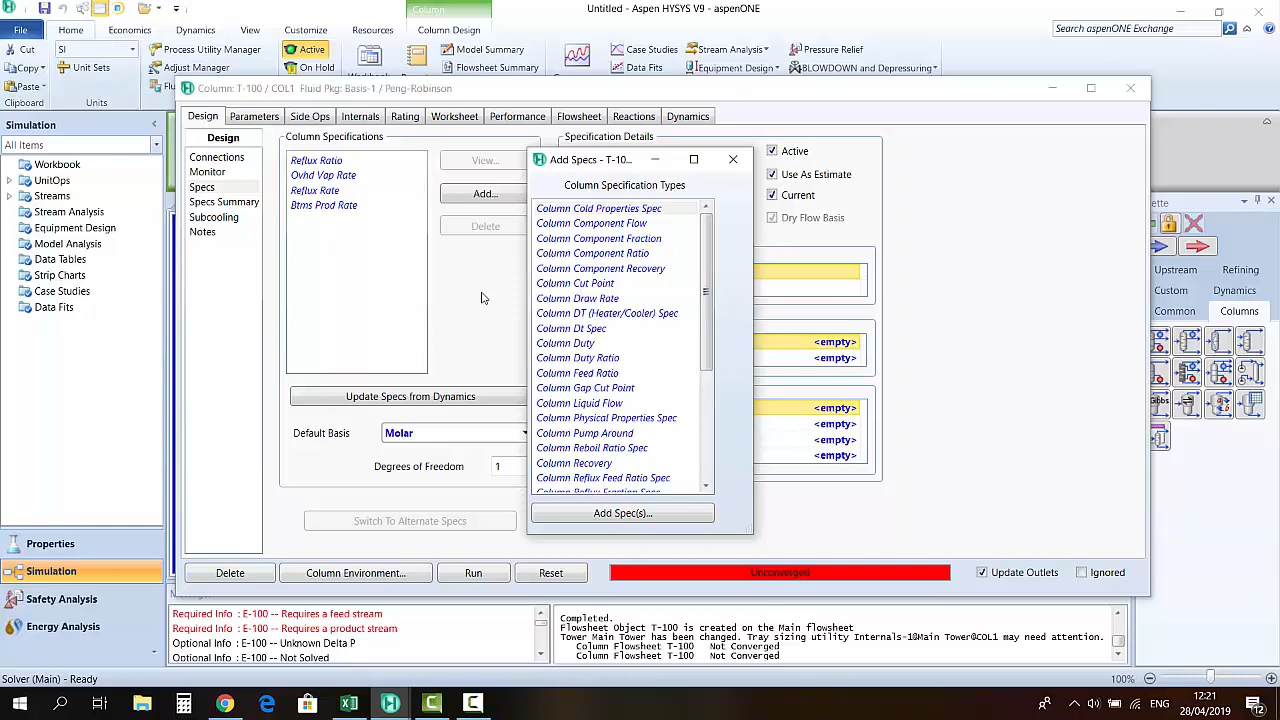 Column
Untitled - Aspen HYSYS V9 - aspenONE
File
Home
Economics
Dynamics
View
Customize
Resources
Column Design
Search aspenONE Exchange
Cut
SI
Process Utility Manager
Active
Model Summary
Case Studies
Stream Analysis
Pressure Relief
Copy
Unit Sets
Adjust Manager
On Hold
Flowsheet Summary
Data Fits
Equipment Design
BLOWDOWN and Depressuring
Paste
Clipboard
Units
Column: T-100 / COL1 Fluid Pkg: Basis-1 / Peng-Robinson
Simulation
All Items
Workbook
UnitOps
Streams
Stream Analysis
Equipment Design
Model Analysis
Data Tables
Strip Charts
Case Studies
Data Fits
Properties
Simulation
Safety Analysis
Energy Analysis
Design
Parameters
Side Ops
Internals
Rating
Worksheet
Performance
Flowsheet
Reactions
Dynamics
Design
Connections
Monitor
Specs
Specs Summary
Subcooling
Notes
Column Specifications
Reflux Ratio
Ovhd Vap Rate
Reflux Rate
Btms Prod Rate
View...
Add...
Delete
Update Specs from Dynamics
Default Basis
Molar
Degrees of Freedom
1
Switch To Alternate Specs
Specification Details
Active
Use As Estimate
Current
Dry Flow Basis
<empty>
<empty>
<empty>
<empty>
<empty>
<empty>
Add Specs - T-10...
Column Specification Types
Column Cold Properties Spec
Column Component Flow
Column Component Fraction
Column Component Ratio
Column Component Recovery
Column Cut Point
Column Draw Rate
Column DT (Heater/Cooler) Spec
Column Dt Spec
Column Duty
Column Duty Ratio
Column Feed Ratio
Column Gap Cut Point
Column Liquid Flow
Column Physical Properties Spec
Column Pump Around
Column Reboil Ratio Spec
Column Recovery
Column Reflux Feed Ratio Spec
Column Reflux Fraction Spec
Add Spec(s)...
Delete
Column Environment...
Run
Reset
Unconverged
Update Outlets
Ignored
Upstream
Refining
Custom
Dynamics
Common
Columns
Gibbs
Required Info : E-100 -- Requires a feed stream
Required Info : E-100 -- Requires a product stream
Optional Info : E-100 -- Unknown Delta P
Optional Info : E-100 -- Not Solved
Completed.
Flowsheet Object T-100 is created on the Main flowsheet
Tower Main Tower has been changed. Tray sizing utility Internals-1@Main Tower@COL1 may need attention.
Column Flowsheet T-100 Not Converged
Column Flowsheet T-100 Not Converged
Solver (Main) - Ready
100%
ENG
12:21
28/04/2019